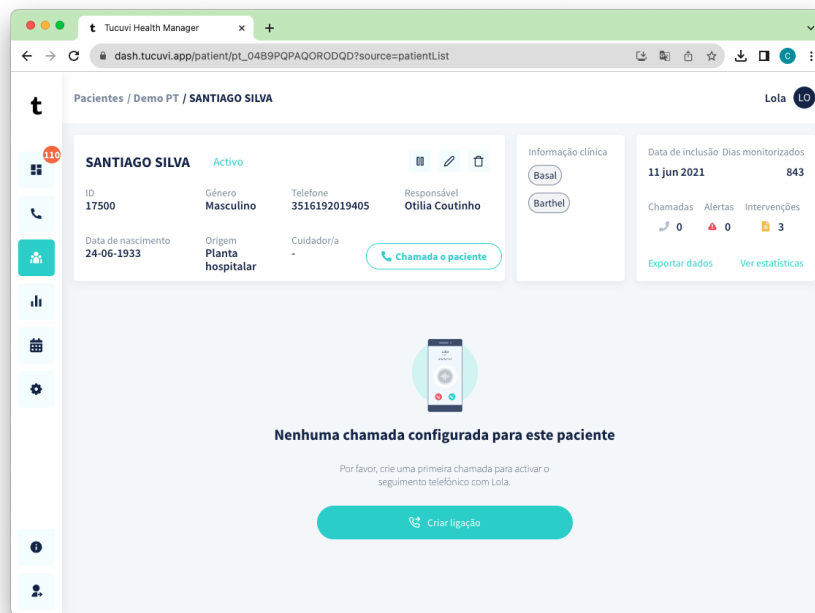 t Tucuvi Health Manager
dash.tucuvi.app/patient/pt_04B9PQPAQORODQD?source=patientList
C
t
Pacientes / Demo PT / SANTIAGO SILVA
Lola LO
110
SANTIAGO SILVA Activo
ID Género Telefone Responsável
17500 Masculino 3516192019405 Otilia Coutinho
Data de nascimento Origem Cuidador/a
24-06-1933 Planta hospitalar -
Chamada o paciente
Informação clínica
Basal
Barthel
Data de inclusão Dias monitorizados
11 jun 2021 843
Chamadas Alertas Intervenções
0 0 3
Exportar dados Ver estatísticas
Nenhuma chamada configurada para este paciente
Por favor, crie uma primeira chamada para activar o
seguimento telefónico com Lola.
Criar ligação